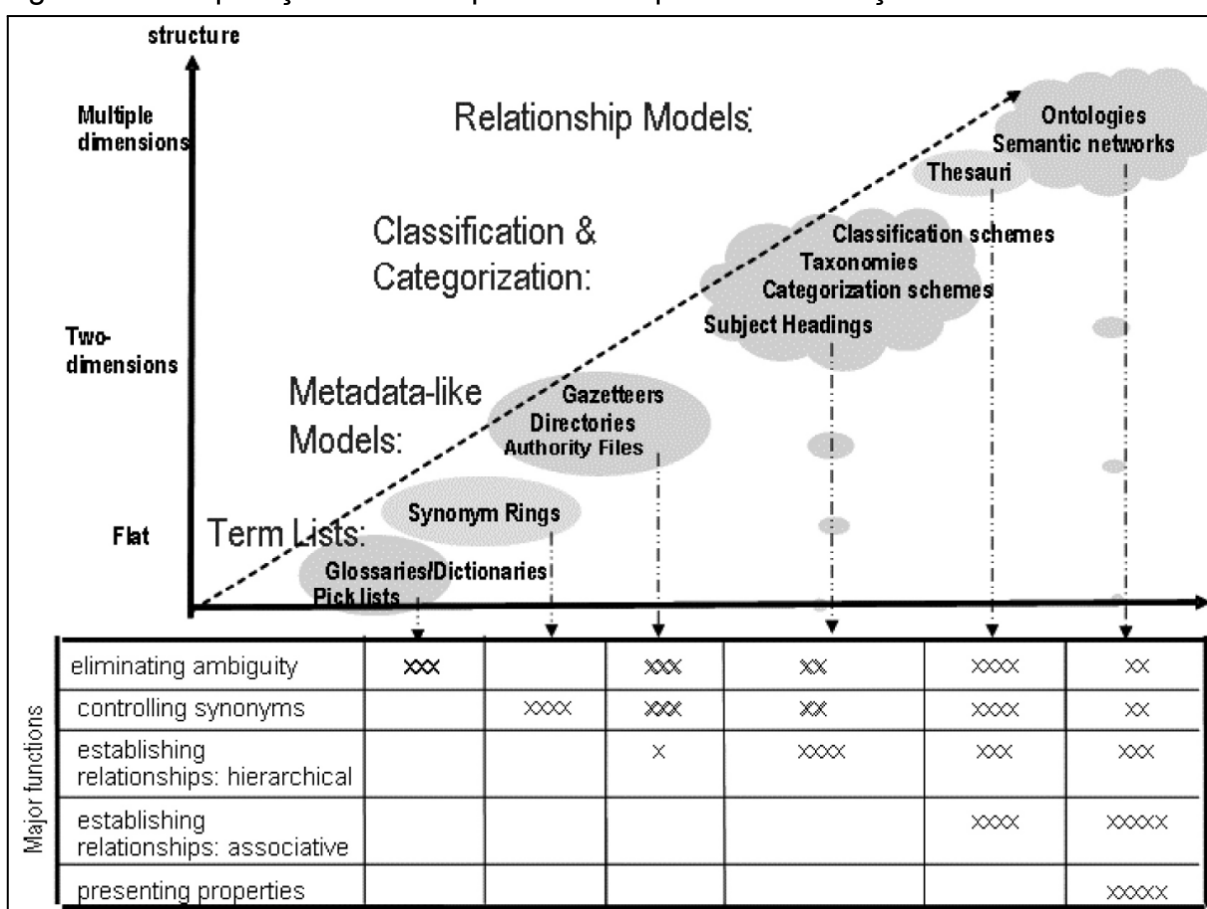 structure
Multiple
dimensions
Relationship Models:
Ontologies
Semantic networks
Thesauri
Classification &
Categorization:
Classification schemes
Taxonomies
Categorization schemes
Subject Headings
Two-
dimensions
Metadata-like
Models:
Gazetteers
Directories
Authority Files
Synonym Rings
Flat
Term Lists:
Glossaries/Dictionaries
Pick lists
Major functions
eliminating ambiguity xxx xxx xx xxxx xx
controlling synonyms xxxx xxx xx xxxx xx
establishing
relationships: hierarchical x xxxx xxx xxx
establishing
relationships: associative xxxx xxxxx
presenting properties xxxxx